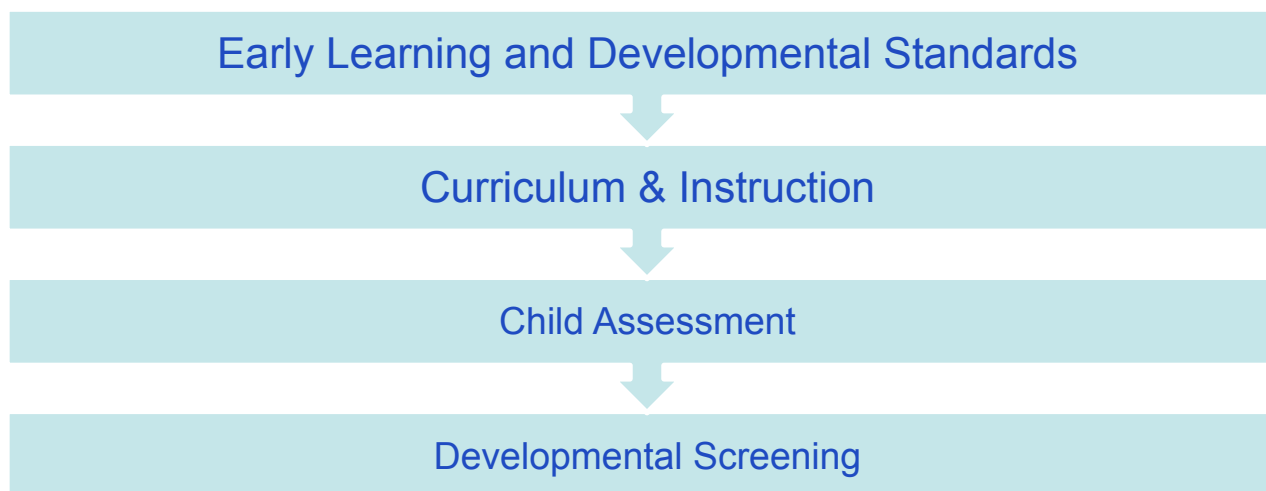 Early Learning and Developmental Standards
Curriculum & Instruction
Child Assessment
Developmental Screening